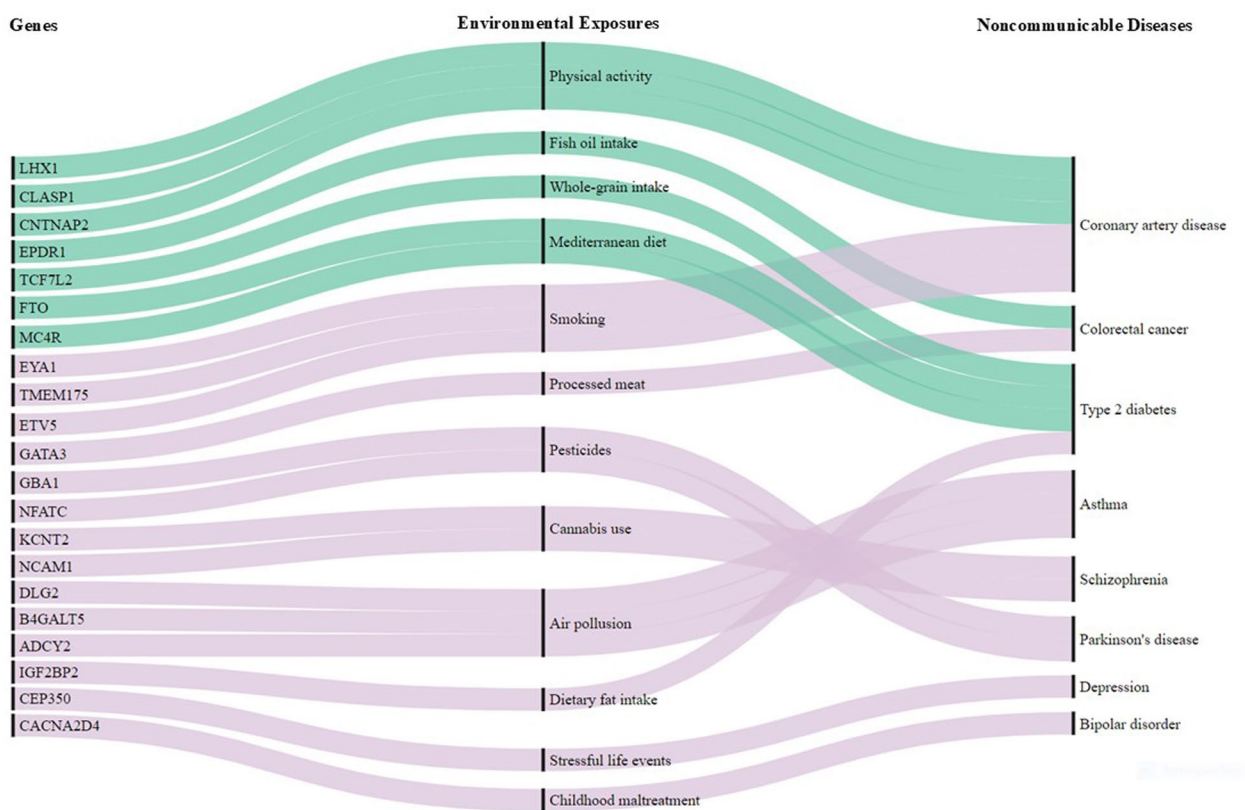 Genes
Environmental Exposures
Noncommunicable Diseases
LHX1
CLASP1
CNTNAP2
EPDR1
TCF7L2
FTO
MC4R
EYA1
TMEM175
ETV5
GATA3
GBA1
NFATC
KCNT2
NCAM1
DLG2
B4GALT5
ADCY2
IGF2BP2
CEP350
CACNA2D4
Physical activity
Fish oil intake
Whole-grain intake
Mediterranean diet
Smoking
Processed meat
Pesticides
Cannabis use
Air pollusion
Dietary fat intake
Stressful life events
Childhood maltreatment
Coronary artery disease
Colorectal cancer
Type 2 diabetes
Asthma
Schizophrenia
Parkinson's disease
Depression
Bipolar disorder